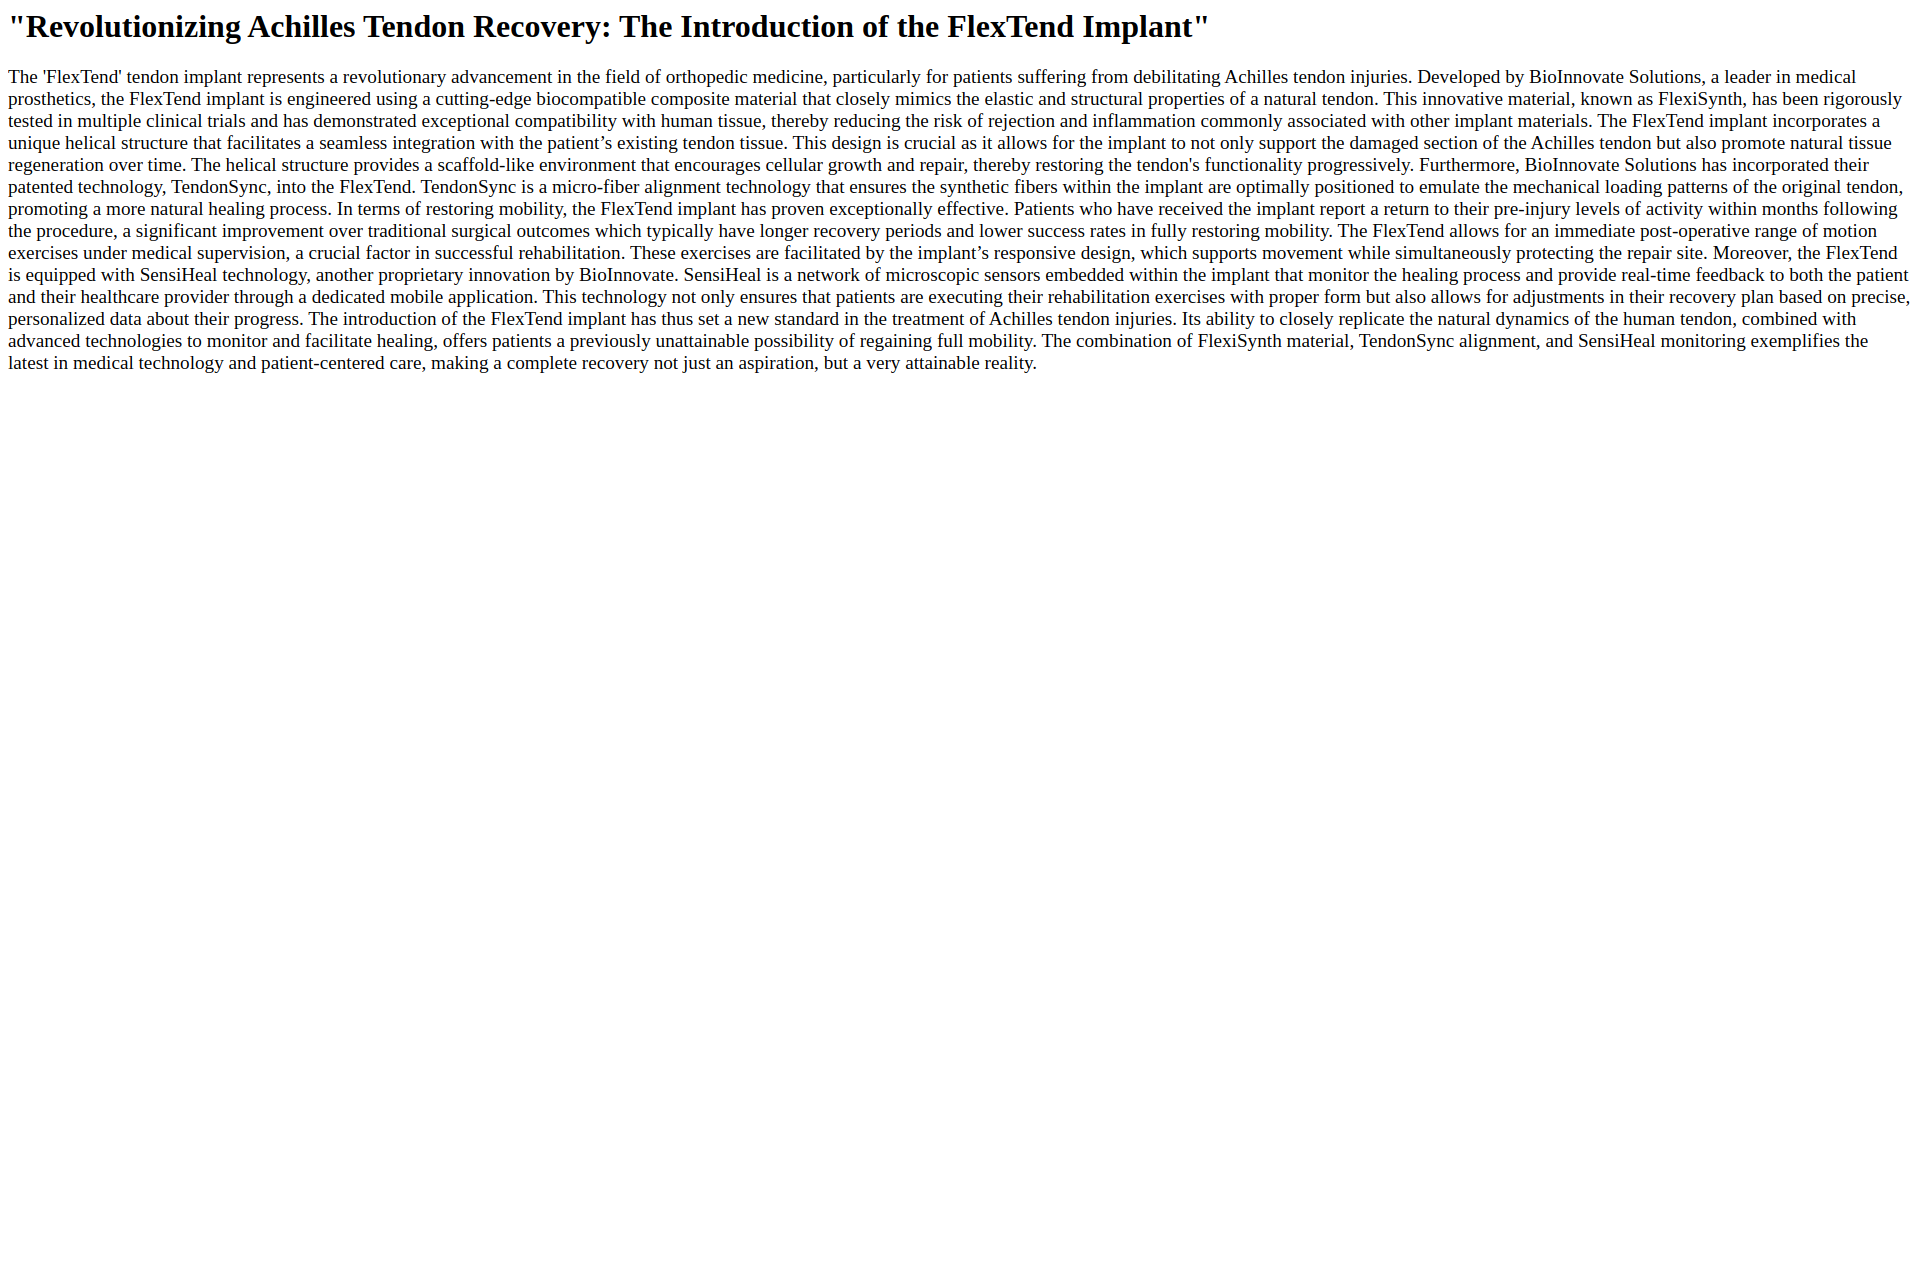 "Revolutionizing Achilles Tendon Recovery: The Introduction of the FlexTend Implant"
The 'FlexTend' tendon implant represents a revolutionary advancement in the field of orthopedic medicine, particularly for patients suffering from debilitating Achilles tendon injuries. Developed by BioInnovate Solutions, a leader in medical
prosthetics, the FlexTend implant is engineered using a cutting-edge biocompatible composite material that closely mimics the elastic and structural properties of a natural tendon. This innovative material, known as FlexiSynth, has been rigorously
tested in multiple clinical trials and has demonstrated exceptional compatibility with human tissue, thereby reducing the risk of rejection and inflammation commonly associated with other implant materials. The FlexTend implant incorporates a
unique helical structure that facilitates a seamless integration with the patient’s existing tendon tissue. This design is crucial as it allows for the implant to not only support the damaged section of the Achilles tendon but also promote natural tissue
regeneration over time. The helical structure provides a scaffold-like environment that encourages cellular growth and repair, thereby restoring the tendon's functionality progressively. Furthermore, BioInnovate Solutions has incorporated their
patented technology, TendonSync, into the FlexTend. TendonSync is a micro-fiber alignment technology that ensures the synthetic fibers within the implant are optimally positioned to emulate the mechanical loading patterns of the original tendon,
promoting a more natural healing process. In terms of restoring mobility, the FlexTend implant has proven exceptionally effective. Patients who have received the implant report a return to their pre-injury levels of activity within months following
the procedure, a significant improvement over traditional surgical outcomes which typically have longer recovery periods and lower success rates in fully restoring mobility. The FlexTend allows for an immediate post-operative range of motion
exercises under medical supervision, a crucial factor in successful rehabilitation. These exercises are facilitated by the implant’s responsive design, which supports movement while simultaneously protecting the repair site. Moreover, the FlexTend
is equipped with SensiHeal technology, another proprietary innovation by BioInnovate. SensiHeal is a network of microscopic sensors embedded within the implant that monitor the healing process and provide real-time feedback to both the patient
and their healthcare provider through a dedicated mobile application. This technology not only ensures that patients are executing their rehabilitation exercises with proper form but also allows for adjustments in their recovery plan based on precise,
personalized data about their progress. The introduction of the FlexTend implant has thus set a new standard in the treatment of Achilles tendon injuries. Its ability to closely replicate the natural dynamics of the human tendon, combined with
advanced technologies to monitor and facilitate healing, offers patients a previously unattainable possibility of regaining full mobility. The combination of FlexiSynth material, TendonSync alignment, and SensiHeal monitoring exemplifies the
latest in medical technology and patient-centered care, making a complete recovery not just an aspiration, but a very attainable reality.